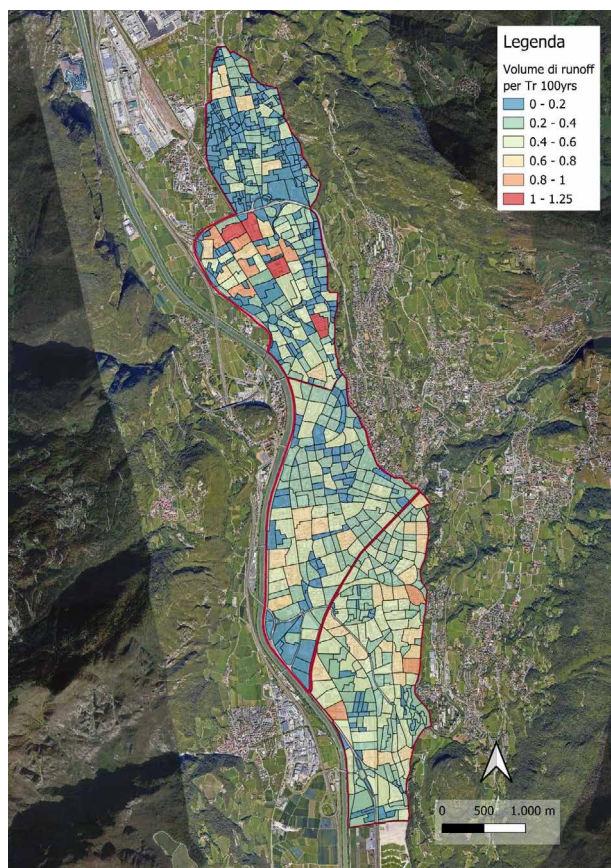 Legenda
Volume di runoff
per Tr 100yrs
0 - 0.2
0.2 - 0.4
0.4 - 0.6
0.6 - 0.8
0.8 - 1
1 - 1.25
0 500 1.000 m